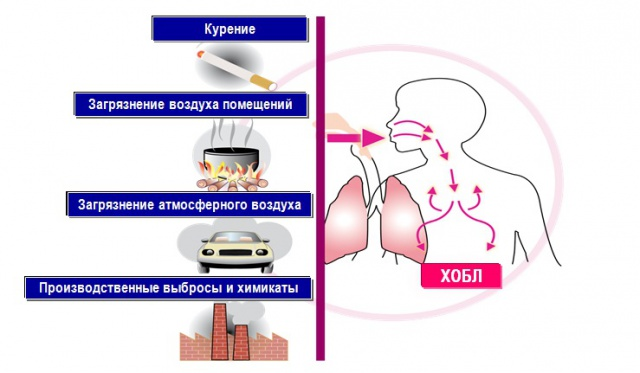 Курение
Загрязнение воздуха помещений
Загрязнение атмосферного воздуха
Производственные выбросы и химикаты
ХОБЛ